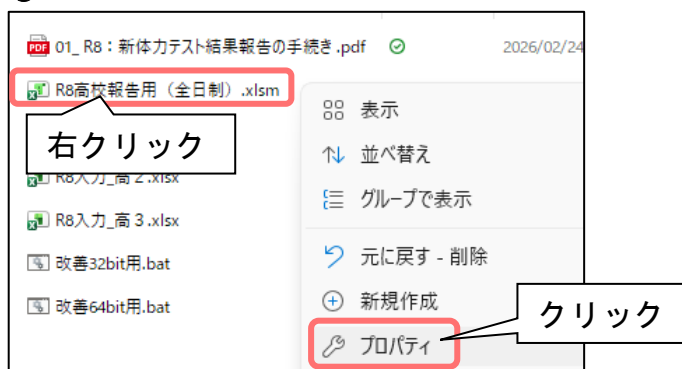 01_ R8：新体力テスト結果報告の手続き.pdf 2026/02/24
R8高校報告用（全日制）.xlsm
右クリック
R8入力_高２.xlsx
R8入力_高３.xlsx
改善32bit用.bat
改善64bit用.bat
表示
並べ替え
グループで表示
元に戻す - 削除
新規作成
プロパティ
クリック